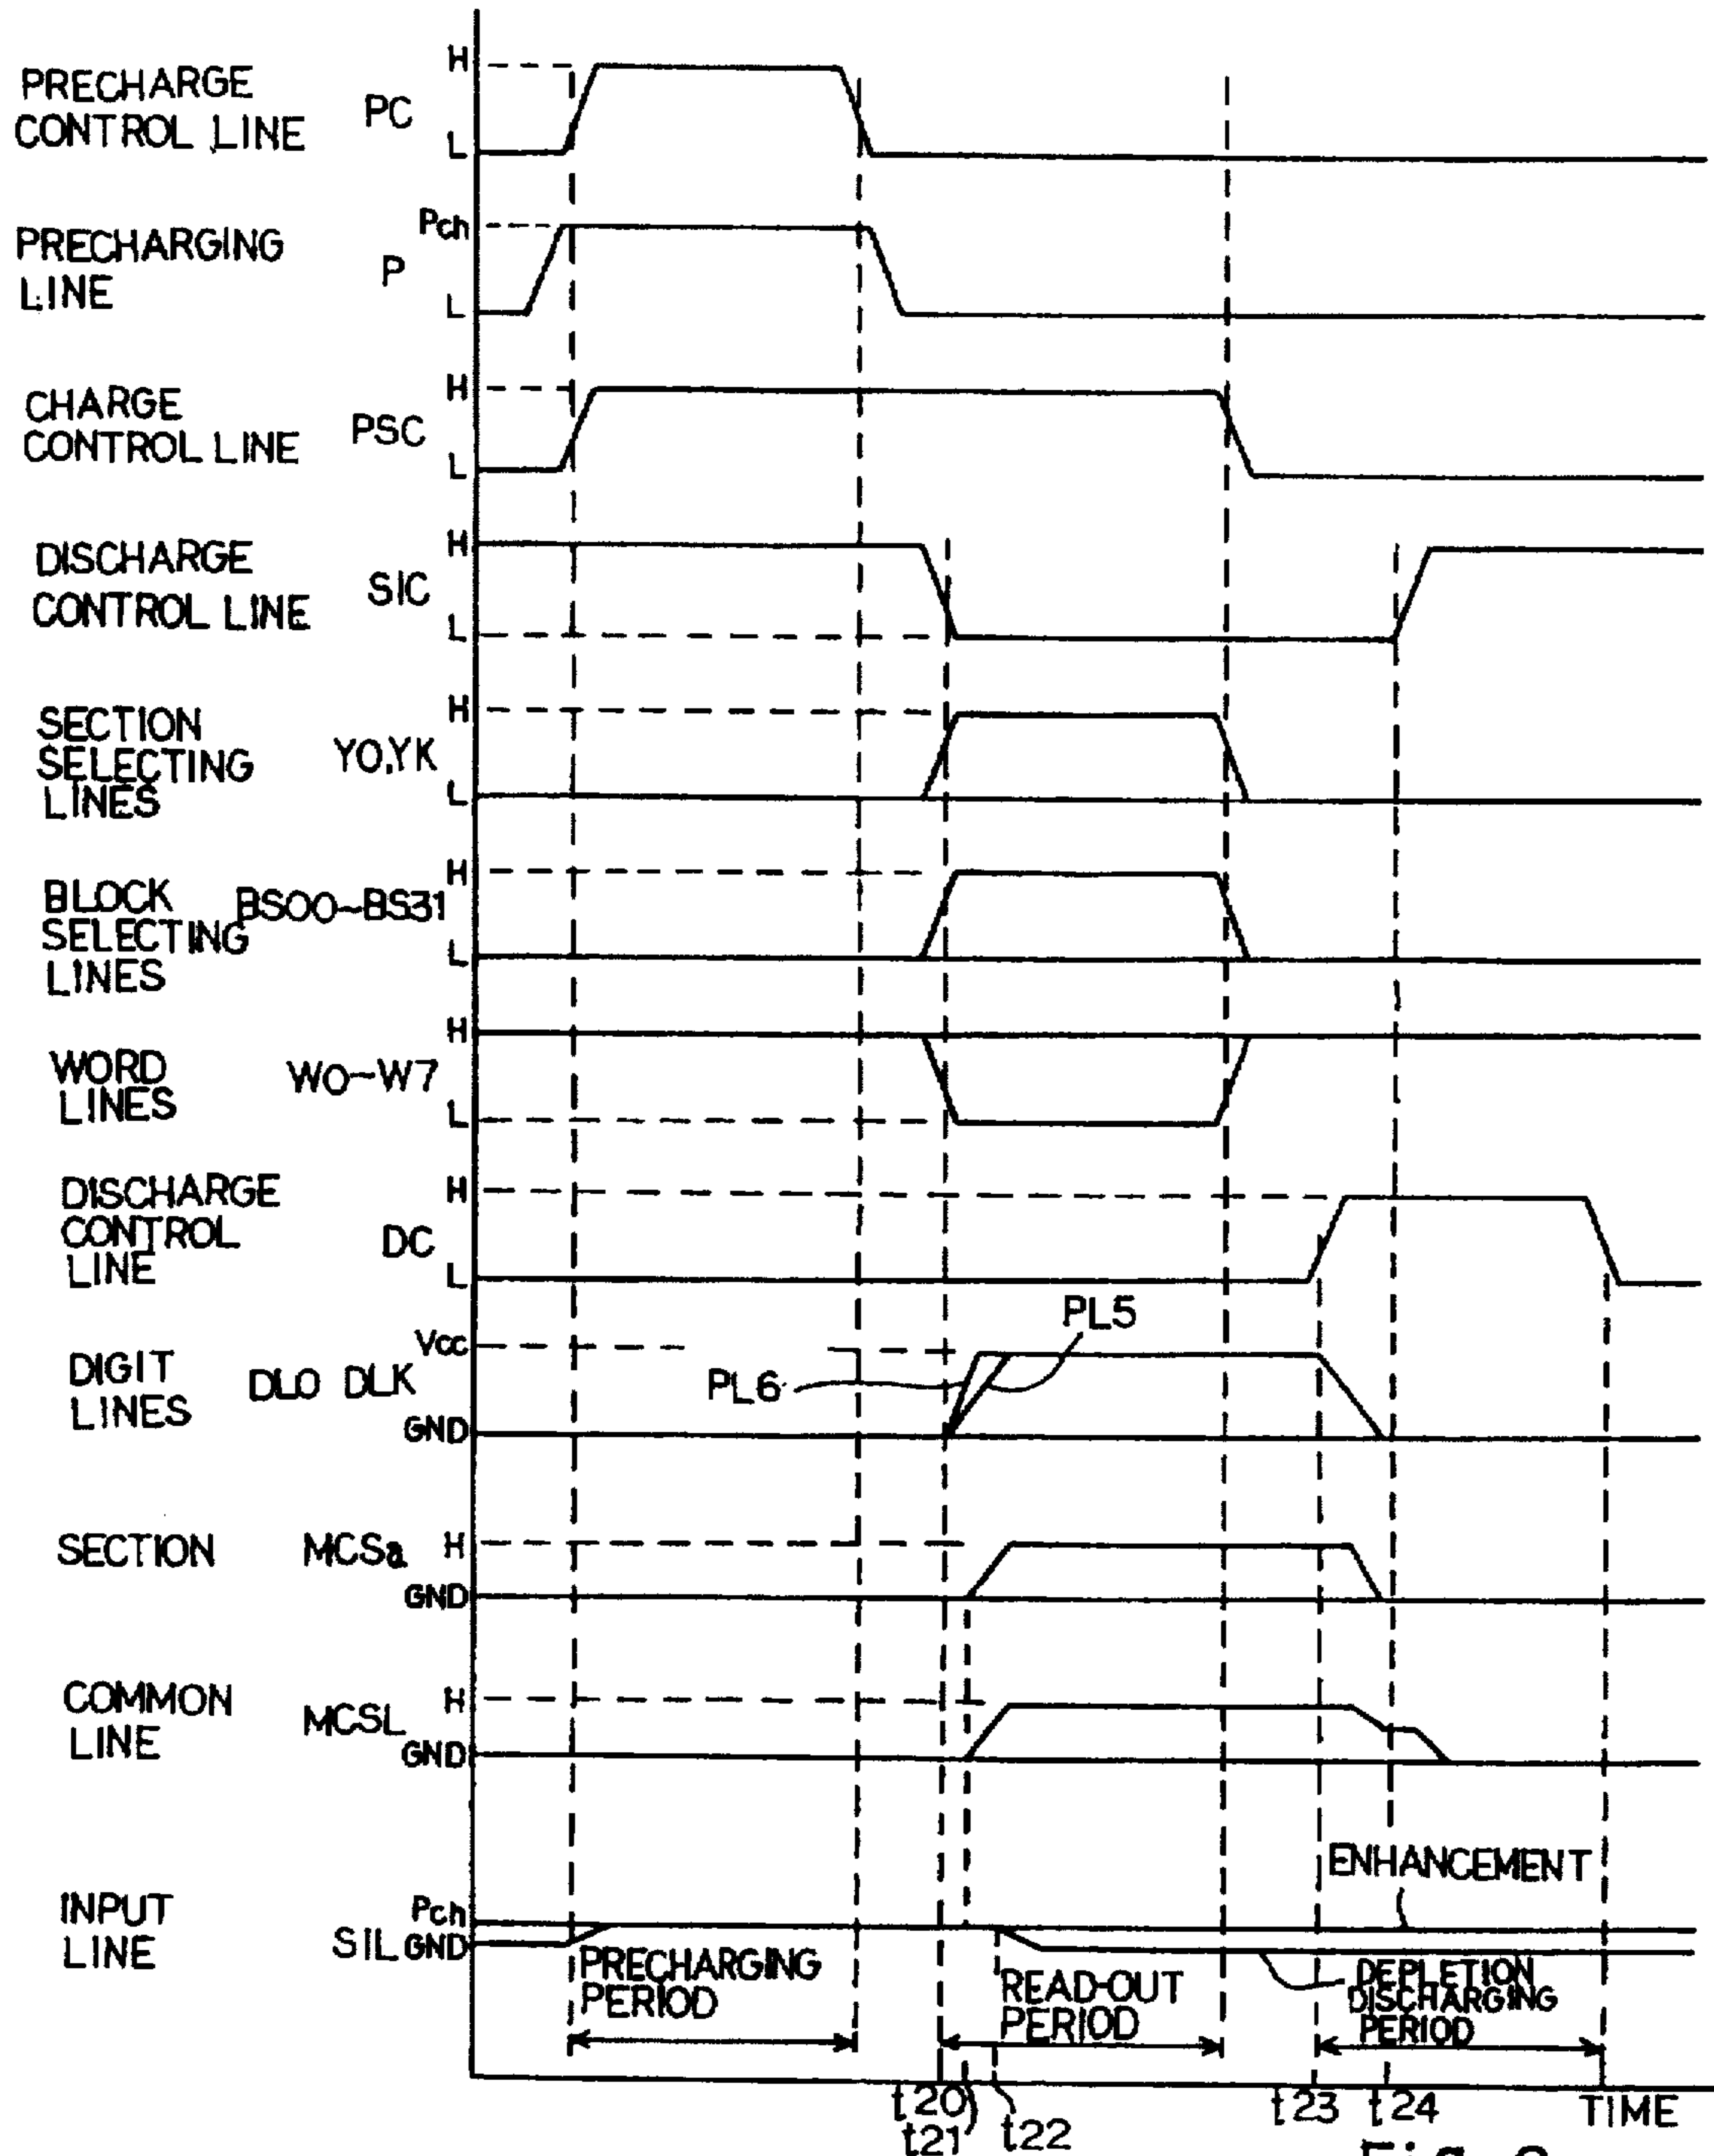 PRECHARGE
CONTROL LINE
PC
H
L
PRECHARGING
LINE
P
Pch
L
CHARGE
CONTROL LINE
PSC
H
L
DISCHARGE
CONTROL LINE
SIC
H
L
SECTION
SELECTING
LINES
Y0,YK
H
L
BLOCK
SELECTING
LINES
BS00~BS31
H
L
WORD
LINES
W0~W7
H
L
DISCHARGE
CONTROL
LINE
DC
H
L
DIGIT
LINES
DL0 DLK
Vcc
GND
PL6
PL5
SECTION
MCSa
H
GND
COMMON
LINE
MCSL
H
GND
INPUT
LINE
SIL
Pch
GND
ENHANCEMENT
PRECHARGING
PERIOD
READ-OUT
PERIOD
DEPLETION
DISCHARGING
PERIOD
t20
t21
t22
t23
t24
TIME